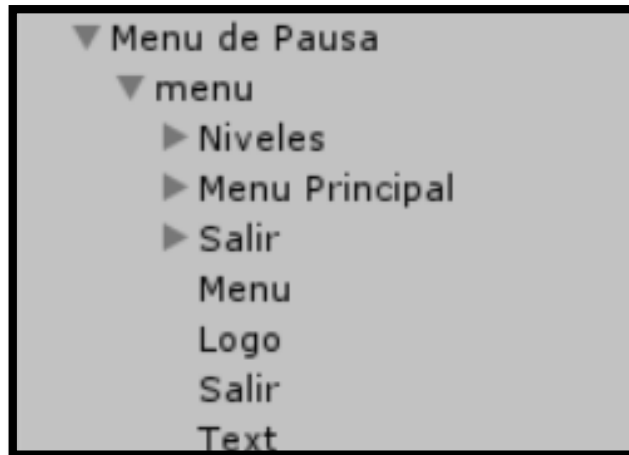 Menu de Pausa
menu
Niveles
Menu Principal
Salir
Menu
Logo
Salir
Text